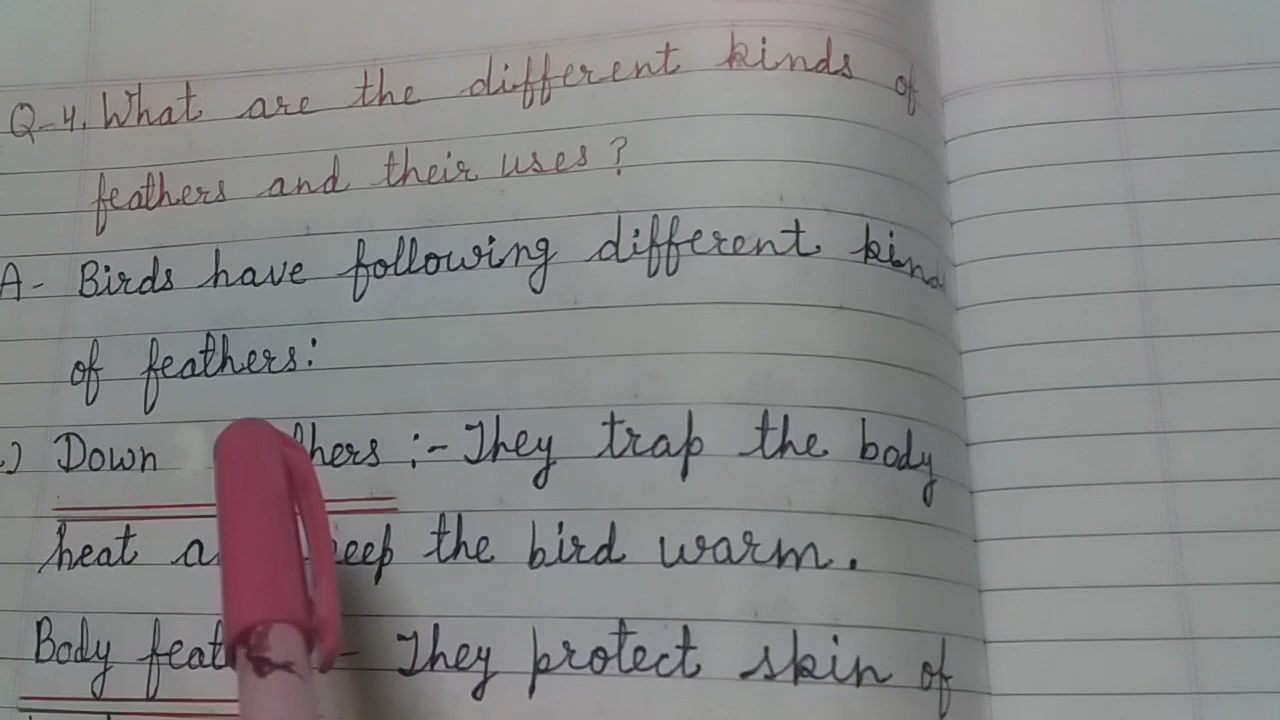 Q-4. What are the different kinds of
feathers and their uses?
A- Birds have following different kind
of feathers:
) Down hers :- They trap the body
heat a eep the bird warm.
Body feat - They protect skin of